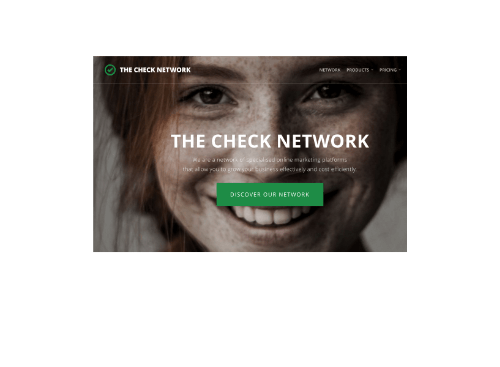 THE CHECK NETWORK
NETWORK PRODUCTS PRICING
THE CHECK NETWORK
We are a network of specialised online marketing platforms
that allow you to grow your business effectively and cost efficiently
DISCOVER OUR NETWORK